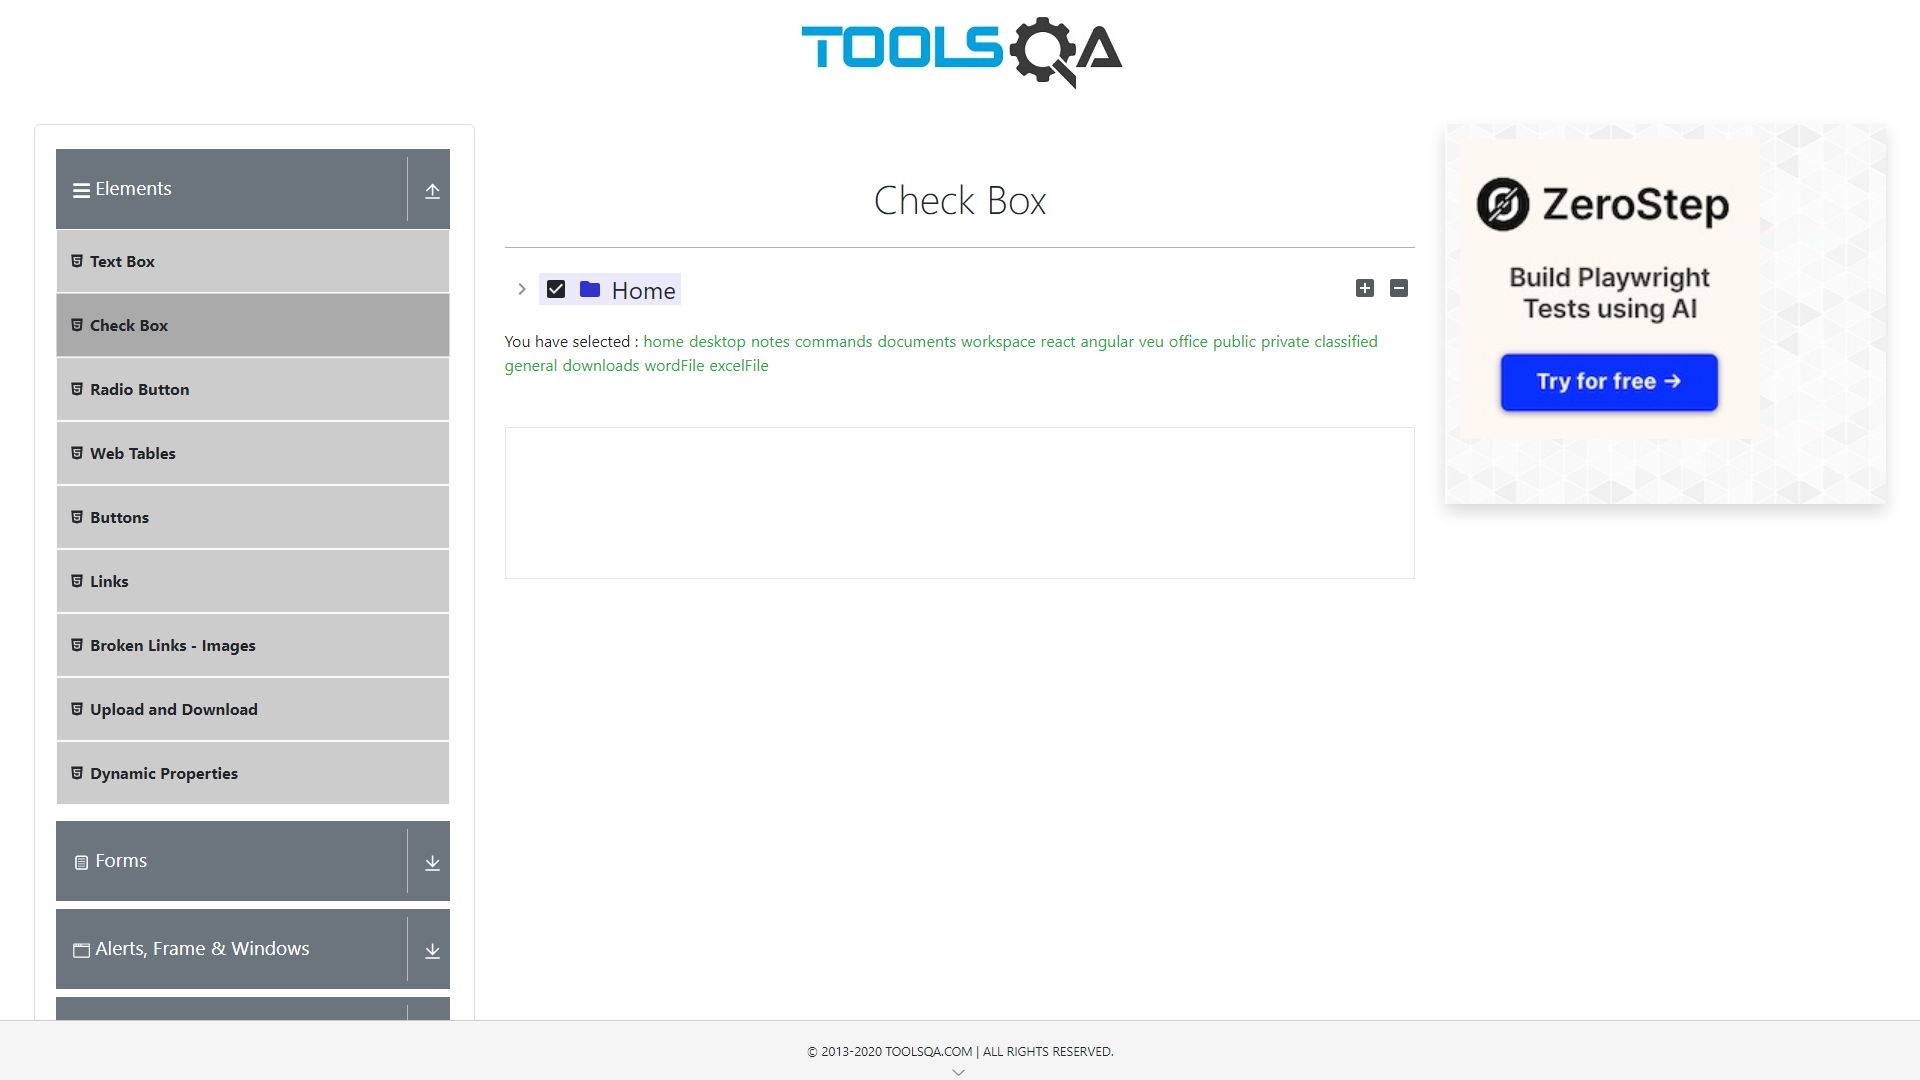 TOOLSQA
Elements
Text Box
Check Box
Radio Button
Web Tables
Buttons
Links
Broken Links - Images
Upload and Download
Dynamic Properties
Forms
Alerts, Frame & Windows
Check Box
Home
You have selected : home desktop notes commands documents workspace react angular veu office public private classified
general downloads wordFile excelFile
ZeroStep
Build Playwright
Tests using AI
Try for free →
© 2013-2020 TOOLSQA.COM | ALL RIGHTS RESERVED.